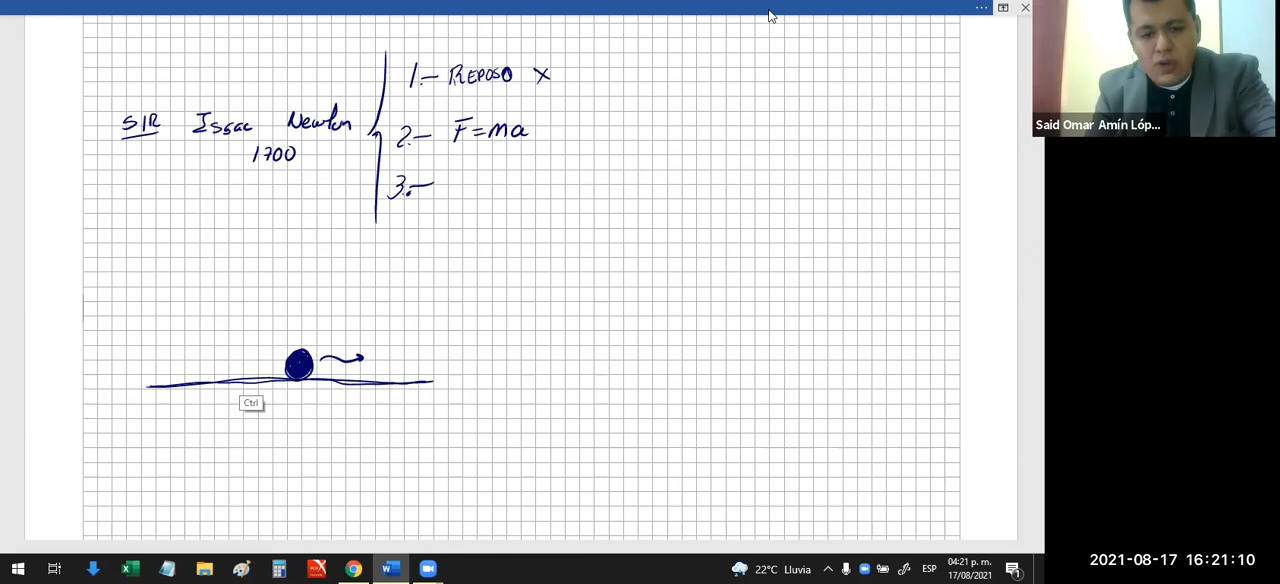 1.- REPOSO X
SIR Issac Newton
1700
2.- F=ma
3.-
Ctrl
Said Omar Amín Lóp...
22°C Lluvia
ESP
04:21 p. m.
17/08/2021
1
2021-08-17 16:21:10